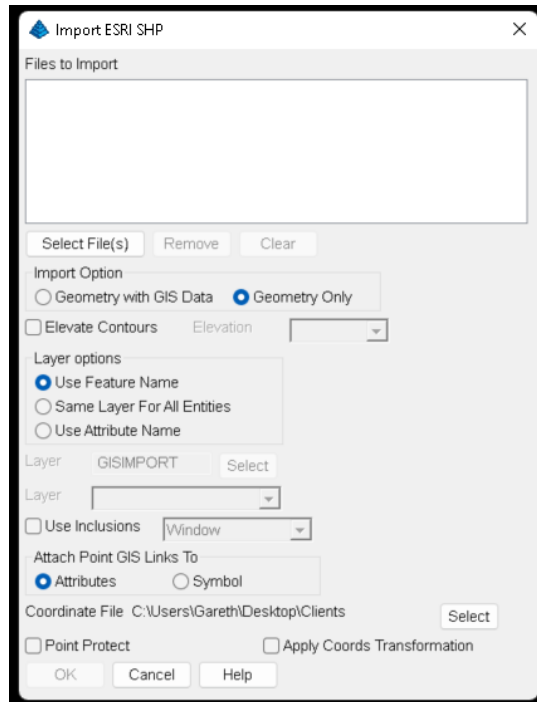 Import ESRI SHP
Files to Import
Select File(s) Remove Clear
Import Option
Geometry with GIS Data Geometry Only
Elevate Contours Elevation
Layer options
Use Feature Name
Same Layer For All Entities
Use Attribute Name
Layer GISIMPORT Select
Layer
Use Inclusions Window
Attach Point GIS Links To
Attributes Symbol
Coordinate File C:\Users\Gareth\Desktop\Clients Select
Point Protect Apply Coords Transformation
OK Cancel Help